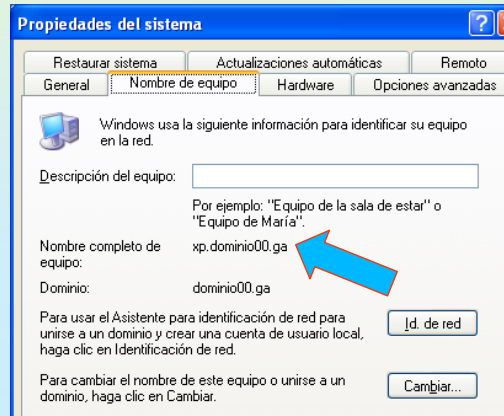 Propiedades del sistema
Restaurar sistema
Actualizaciones automáticas
Remoto
General
Nombre de equipo
Hardware
Opciones avanzadas
Windows usa la siguiente información para identificar su equipo
en la red.
Descripción del equipo:
Por ejemplo: "Equipo de la sala de estar" o
"Equipo de María".
Nombre completo de
equipo:
xp.dominio00.ga
Dominio:
dominio00.ga
Para usar el Asistente para identificación de red para
unirse a un dominio y crear una cuenta de usuario local,
haga clic en Identificación
de red.
Id. de red
Para cambiar el nombre de este equipo o unirse a un
dominio, haga clic en Cambiar.
Cambiar...